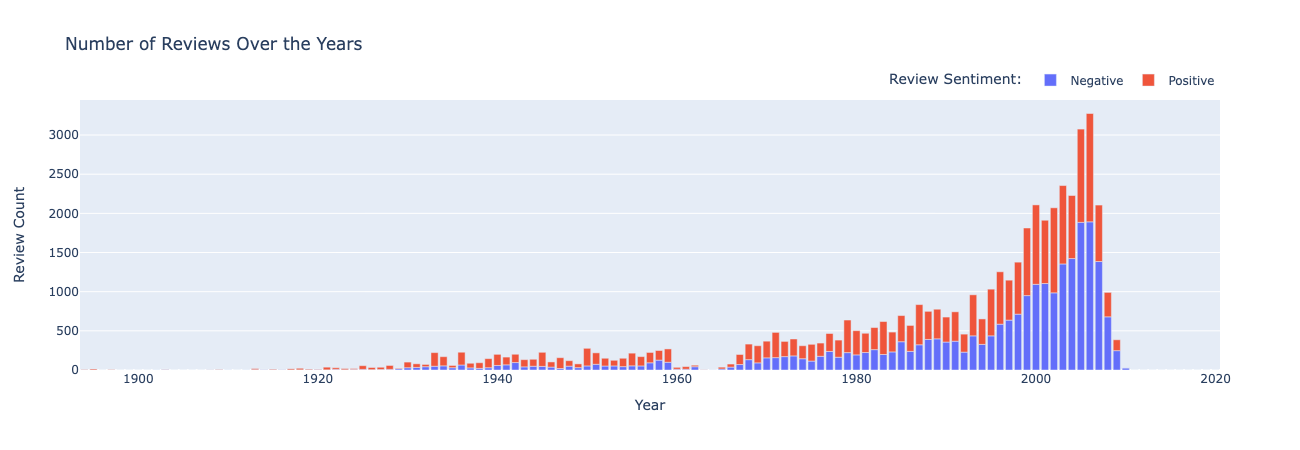 Number of Reviews Over the Years
Review Sentiment: Negative Positive
3000
2500
2000
1500
1000
500
0
Review Count
1900 1920 1940 1960 1980 2000 2020
Year